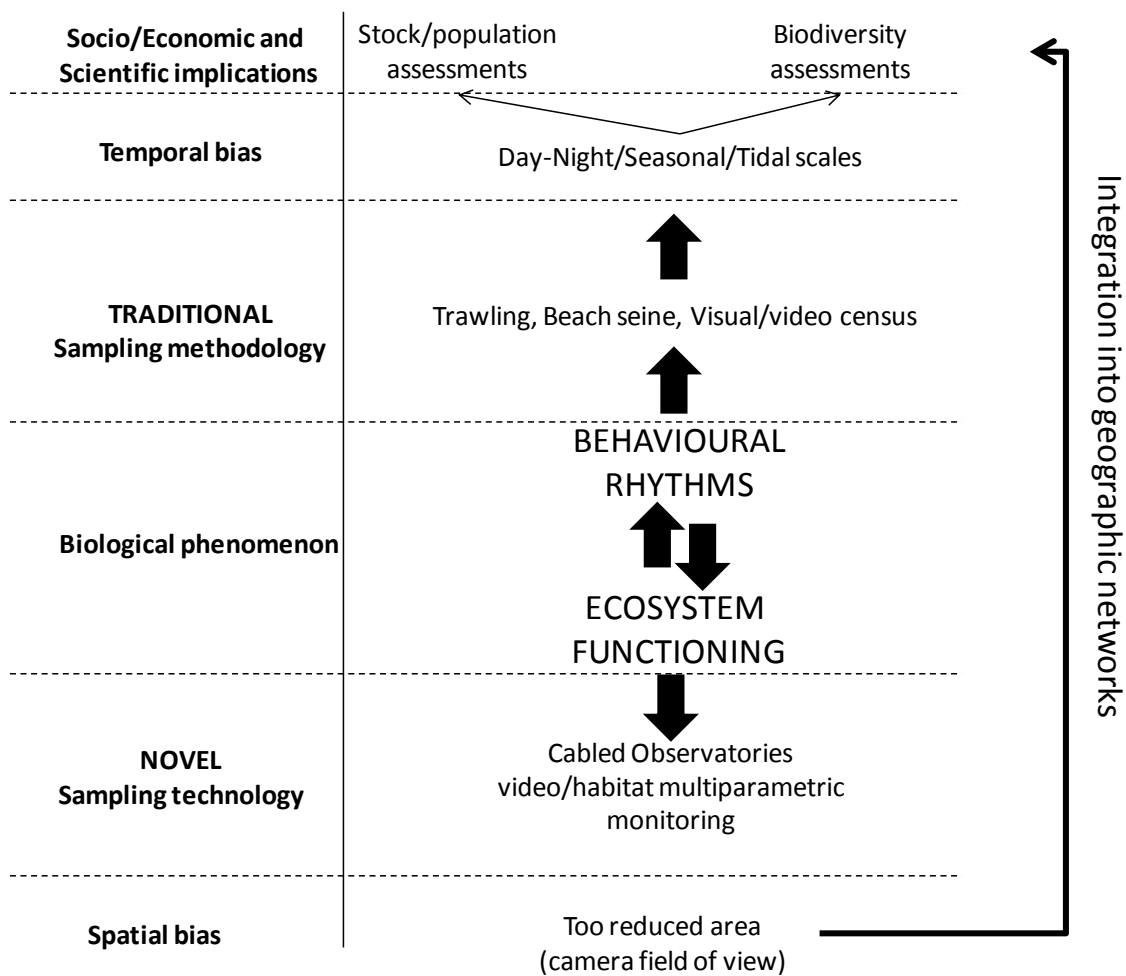 Socio/Economic and
Scientific implications
Stock/population
assessments
Biodiversity
assessments
Temporal bias
Day-Night/Seasonal/Tidal scales
TRADITIONAL
Sampling methodology
Trawling, Beach seine, Visual/video census
Biological phenomenon
BEHAVIOURAL
RHYTHMS
ECOSYSTEM
FUNCTIONING
NOVEL
Sampling technology
Cabled Observatories
video/habitat multiparametric
monitoring
Spatial bias
Too reduced area
(camera field of view)
Integration into geographic networks